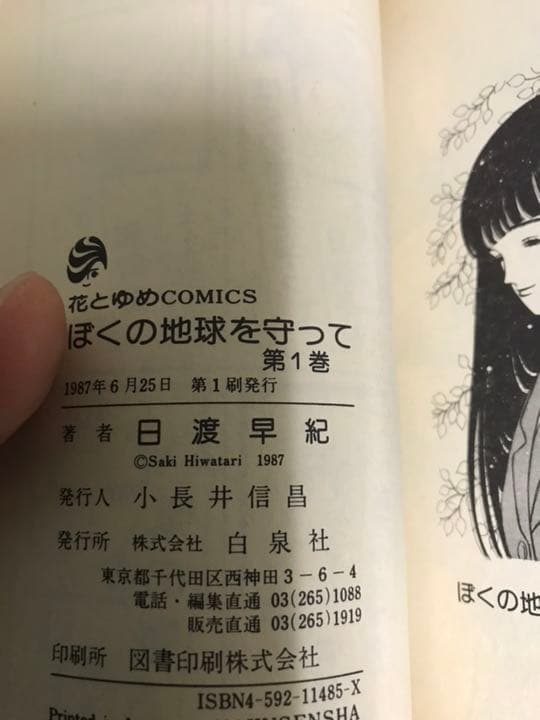 花とゆめCOMICS
ぼくの地球を守って
第1巻
1987年6月25日 第1刷発行
著者 日渡早紀
©Saki Hiwatari 1987
発行人 小長井信昌
発行所 株式会社 白泉社
東京都千代田区西神田3-6-4
電話・編集直通 03(265)1088
販売直通 03(265)1919
印刷所 図書印刷株式会社
ISBN4-592-11485-X
Printed in
ぼくの地